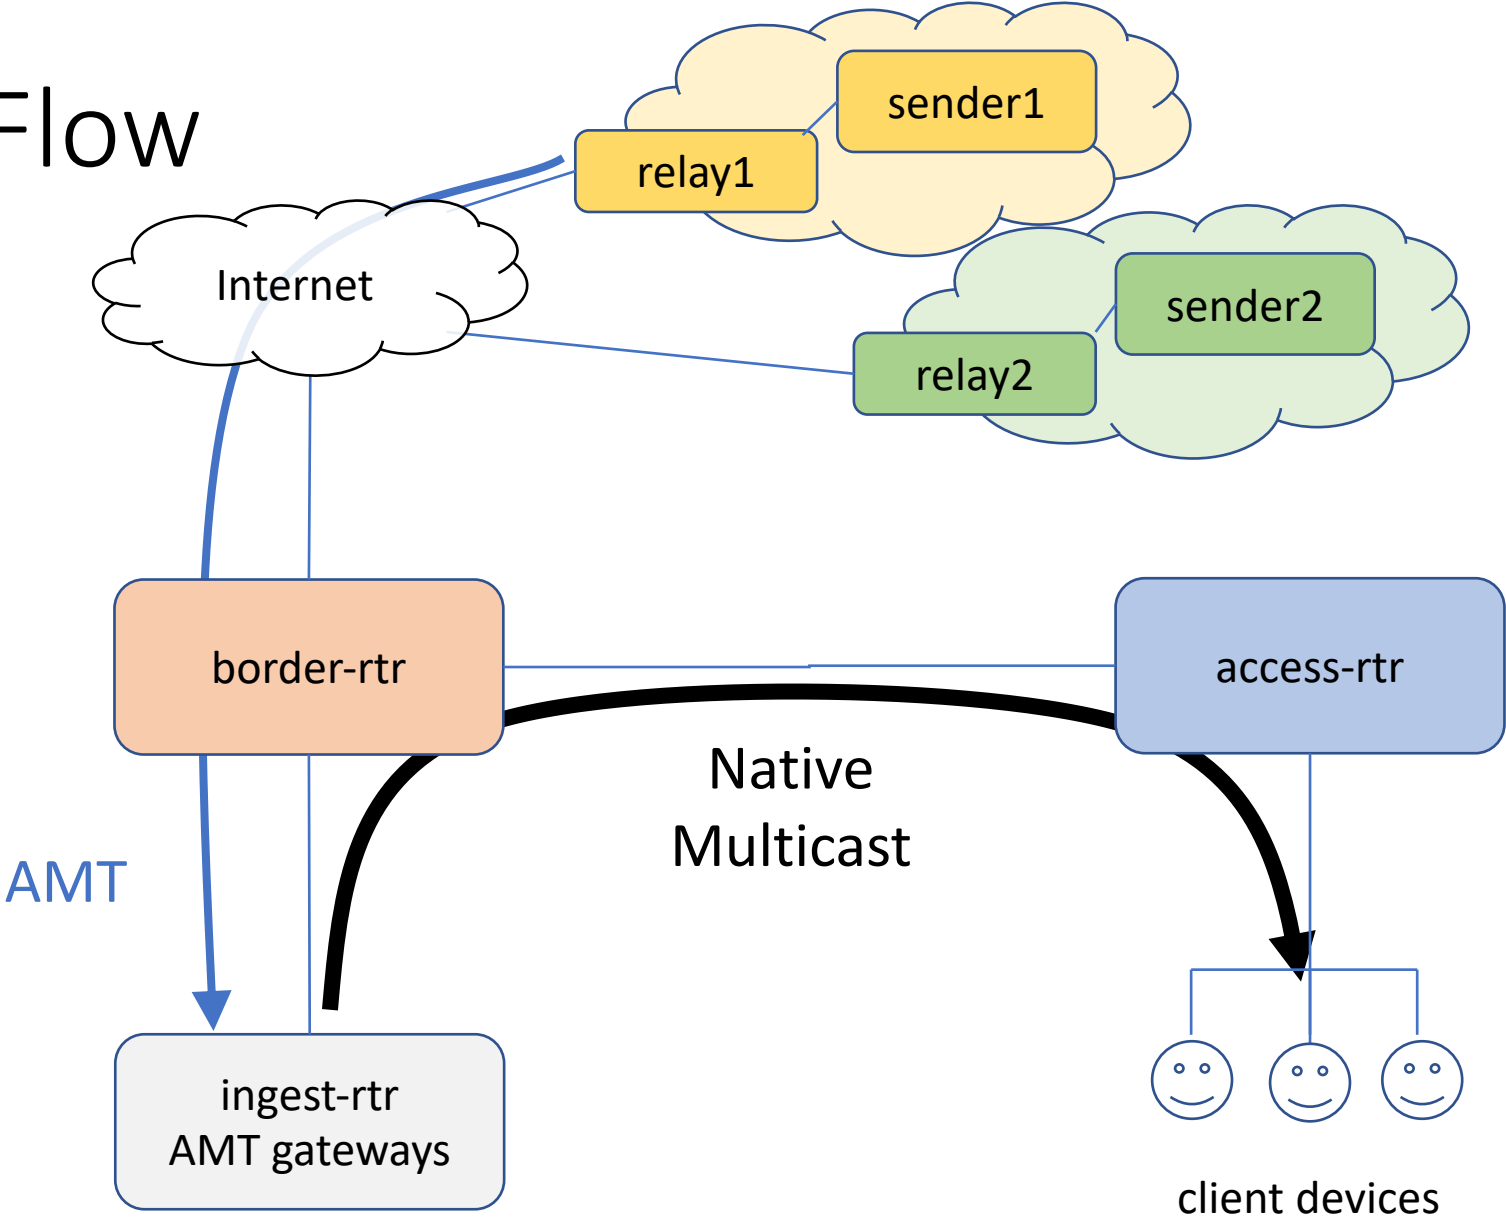 Flow
sender1
relay1
Internet
sender2
relay2
border-rtr
access-rtr
Native
Multicast
AMT
ingest-rtr
AMT gateways
client devices